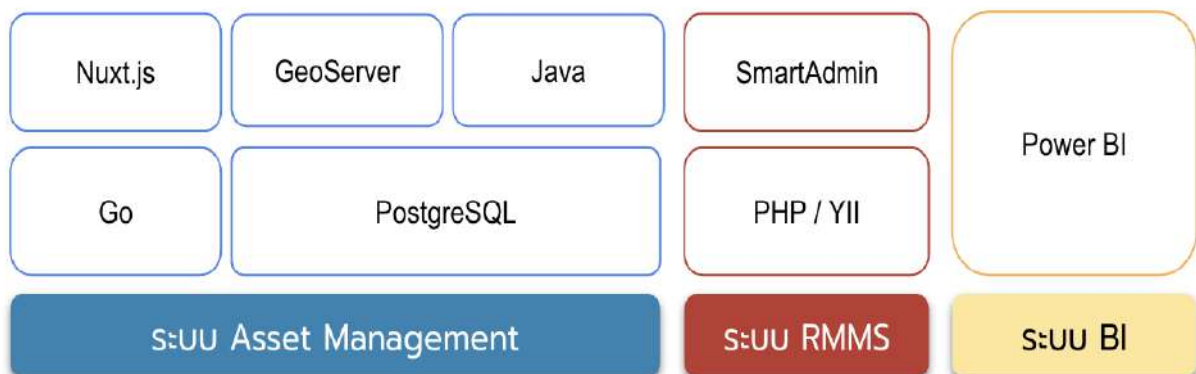 Nuxt.js
GeoServer
Java
SmartAdmin
Power BI
Go
PostgreSQL
PHP / YII
ระบบ Asset Management
ระบบ RMMS
ระบบ BI